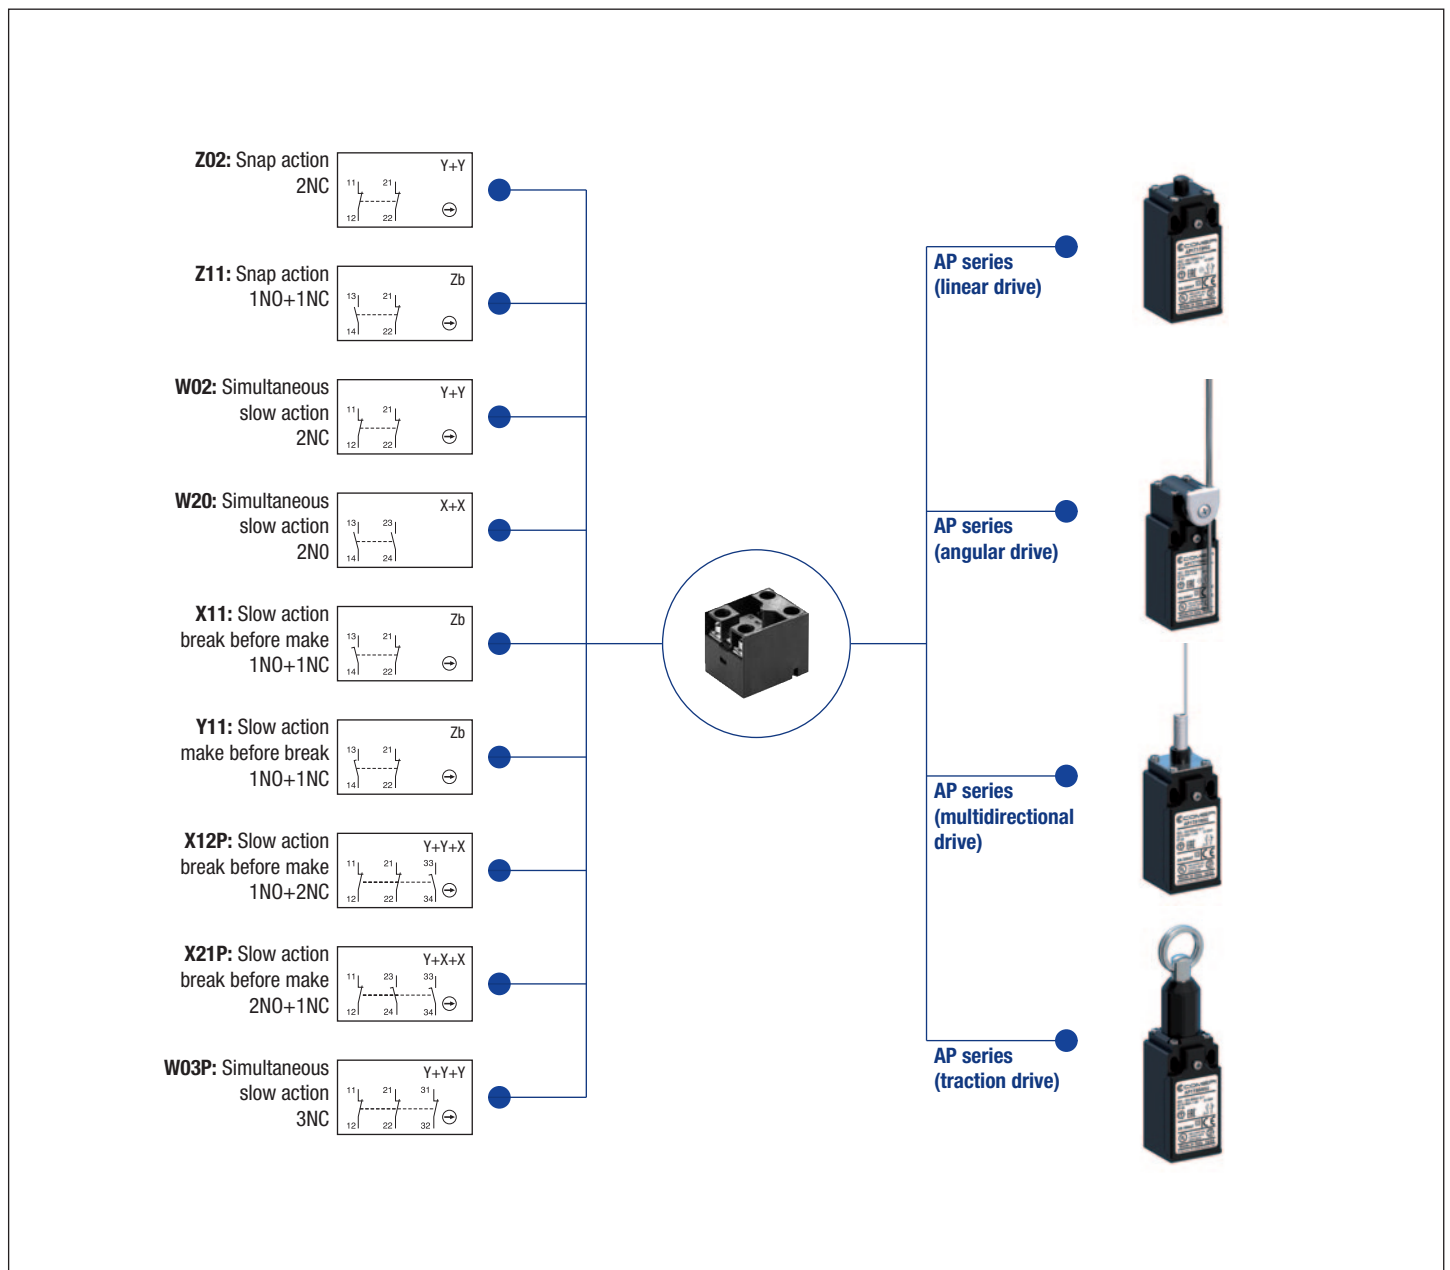 Z02: Snap action
2NC
Y+Y
11 21
12 22
Z11: Snap action
1NO+1NC
Zb
13 21
14 22
W02: Simultaneous
slow action
2NC
Y+Y
11 21
12 22
W20: Simultaneous
slow action
2NO
X+X
13 23
14 24
X11: Slow action
break before make
1NO+1NC
Zb
13 21
14 22
Y11: Slow action
make before break
1NO+1NC
Zb
13 21
14 22
X12P: Slow action
break before make
1NO+2NC
Y+Y+X
11 21 33
12 22 34
X21P: Slow action
break before make
2NO+1NC
Y+X+X
11 23 33
12 24 34
W03P: Simultaneous
slow action
3NC
Y+Y+Y
11 21 31
12 22 32
AP series
(linear drive)
COMEPI
AP series
(angular drive)
COMEPI
AP series
(multidirectional
drive)
COMEPI
AP series
(traction drive)
COMEPI